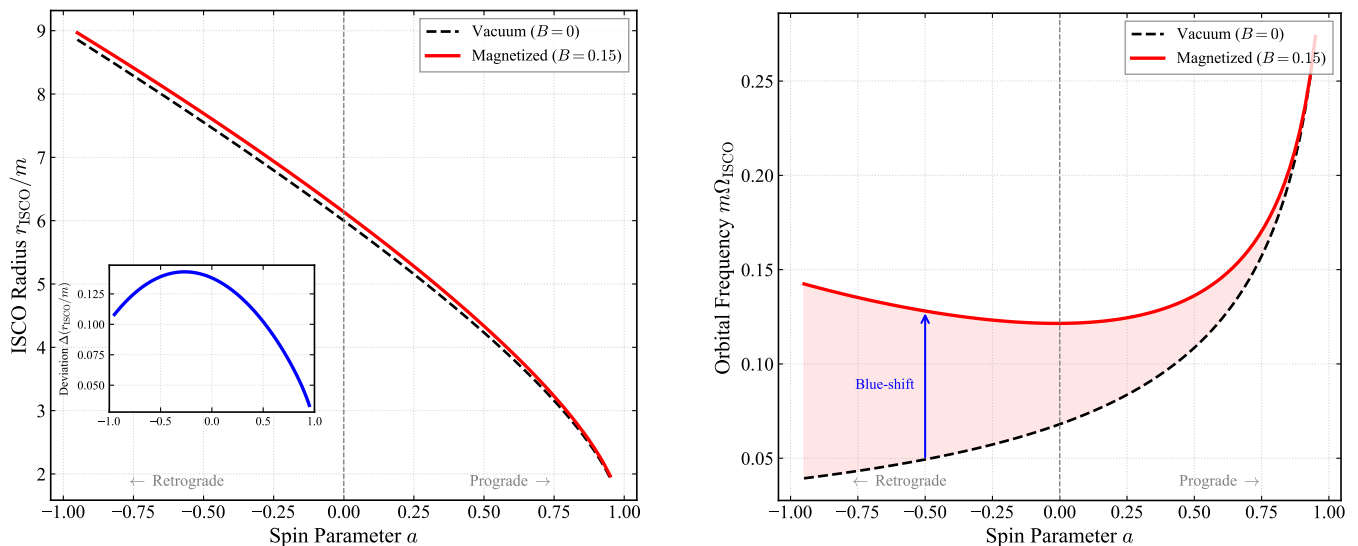 9
8
7
6
5
4
3
2
ISCO Radius r_ISCO/m
Vacuum (B = 0)
Magnetized (B = 0.15)
Deviation Δ(r_ISCO/m)
0.125
0.100
0.075
0.050
−1.0 −0.5 0.0 0.5 1.0
← Retrograde
Prograde →
−1.00 −0.75 −0.50 −0.25 0.00 0.25 0.50 0.75 1.00
Spin Parameter a
0.25
0.20
0.15
0.10
0.05
Orbital Frequency mΩ_ISCO
Vacuum (B = 0)
Magnetized (B = 0.15)
Blue-shift
← Retrograde
Prograde →
−1.00 −0.75 −0.50 −0.25 0.00 0.25 0.50 0.75 1.00
Spin Parameter a